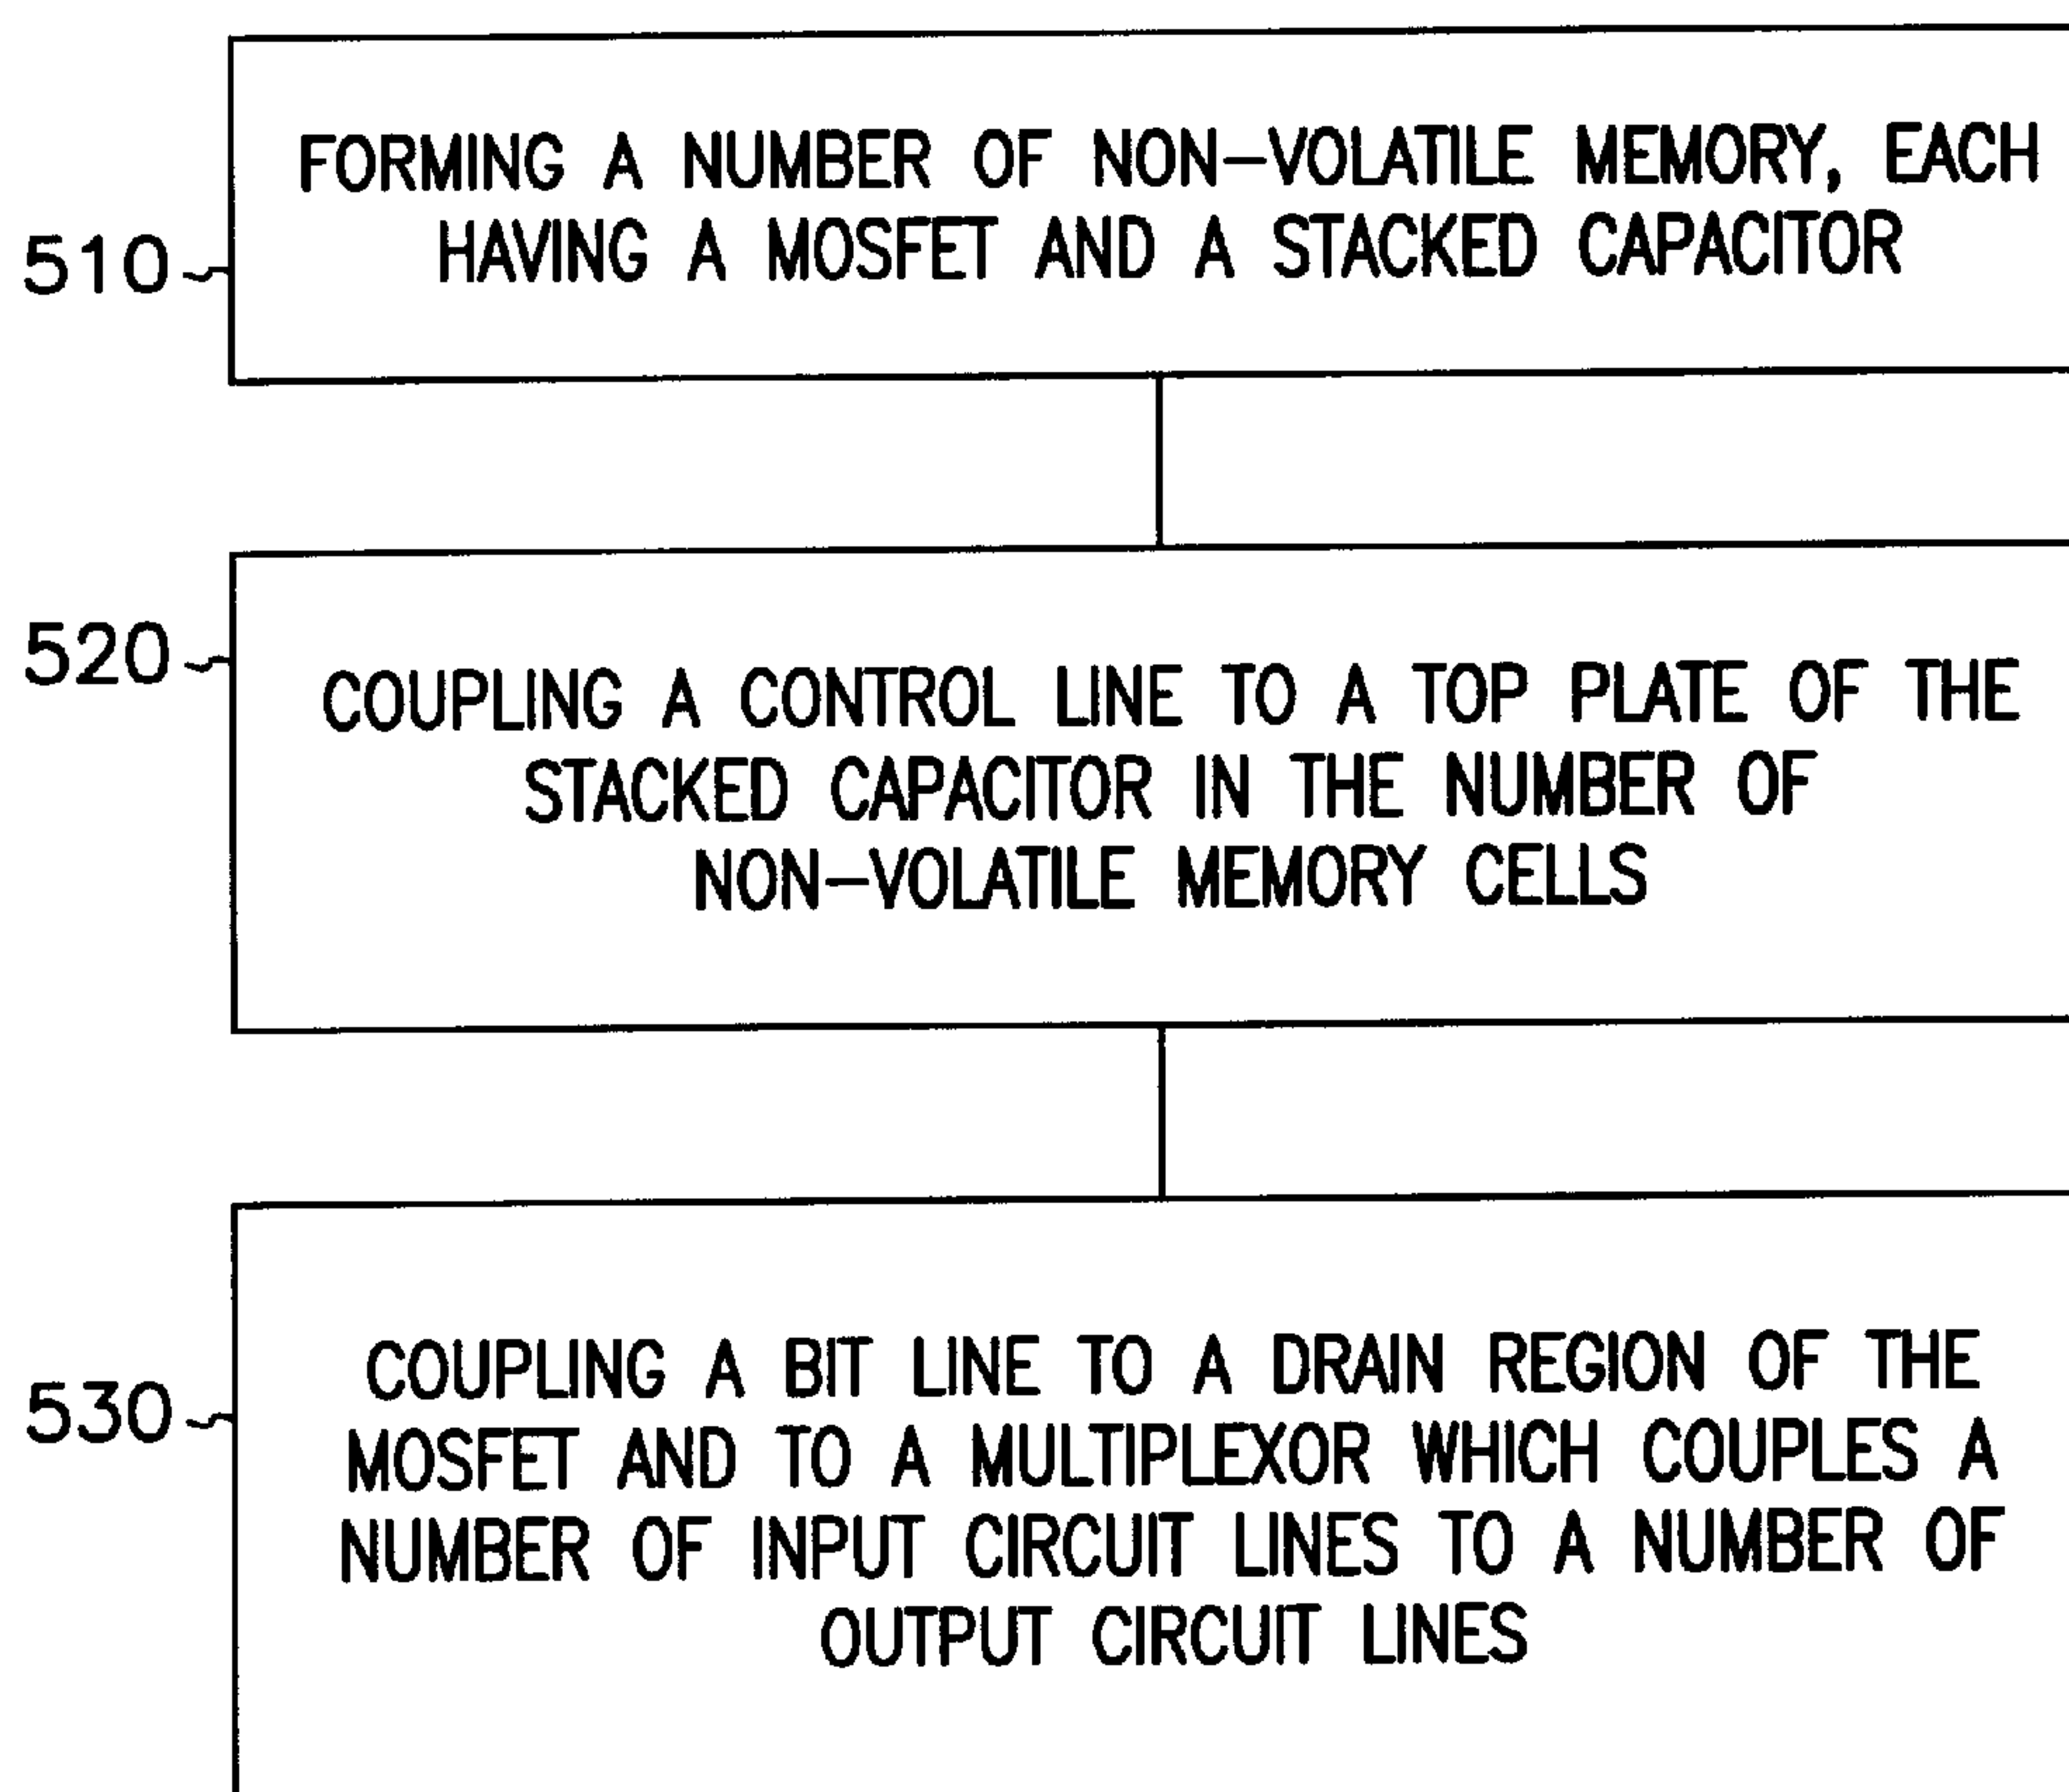 FORMING A NUMBER OF NON-VOLATILE MEMORY, EACH
HAVING A MOSFET AND A STACKED CAPACITOR
510
520
COUPLING A CONTROL LINE TO A TOP PLATE OF THE
STACKED CAPACITOR IN THE NUMBER OF
NON-VOLATILE MEMORY CELLS
COUPLING A BIT LINE TO A DRAIN REGION OF THE
530
MOSFET AND TO A MULTIPLEXOR WHICH COUPLES A
NUMBER OF INPUT CIRCUIT LINES TO A NUMBER OF
OUTPUT CIRCUIT LINES